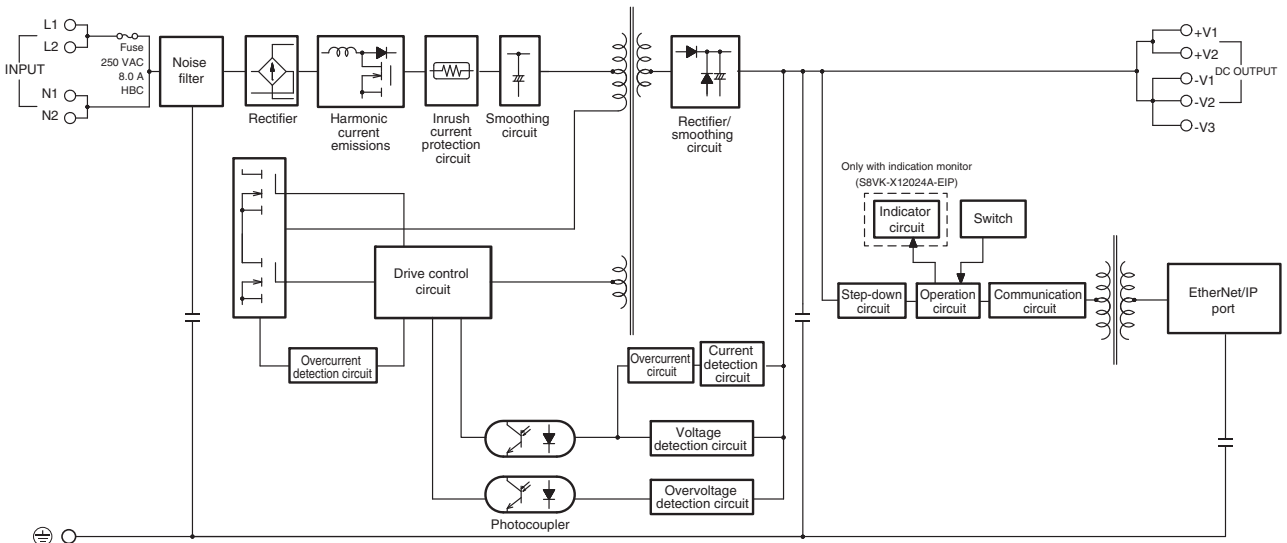 L1
L2
INPUT
N1
N2
Fuse
250 VAC
8.0 A
HBC
Noise
filter
Rectifier
Harmonic
current
emissions
Inrush
current
protection
circuit
Smoothing
circuit
Rectifier/
smoothing
circuit
+V1
+V2
DC OUTPUT
-V1
-V2
-V3
Only with indication monitor
(S8VK-X12024A-EIP)
Indicator
circuit
Switch
Drive control
circuit
Step-down
circuit
Operation
circuit
Communication
circuit
EtherNet/IP
port
Overcurrent
detection circuit
Overcurrent
circuit
Current
detection
circuit
Voltage
detection circuit
Overvoltage
detection circuit
Photocoupler